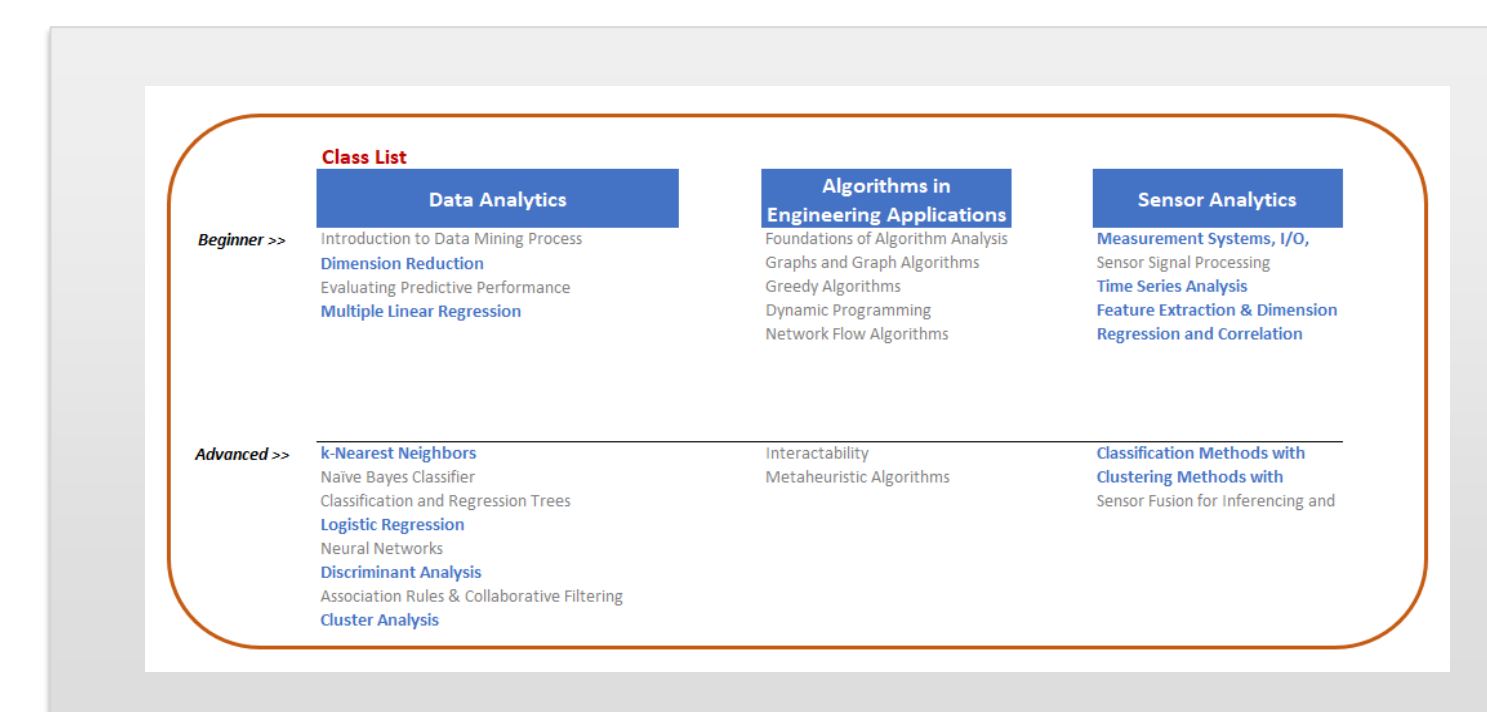 Class List
Data Analytics
Algorithms in
Engineering Applications
Sensor Analytics
Beginner >>
Introduction to Data Mining Process
Dimension Reduction
Evaluating Predictive Performance
Multiple Linear Regression
Foundations of Algorithm Analysis
Graphs and Graph Algorithms
Greedy Algorithms
Dynamic Programming
Network Flow Algorithms
Measurement Systems, I/O,
Sensor Signal Processing
Time Series Analysis
Feature Extraction & Dimension
Regression and Correlation
Advanced >>
k-Nearest Neighbors
Naïve Bayes Classifier
Classification and Regression Trees
Logistic Regression
Neural Networks
Discriminant Analysis
Association Rules & Collaborative Filtering
Cluster Analysis
Interactability
Metaheuristic Algorithms
Classification Methods with
Clustering Methods with
Sensor Fusion for Inferencing and